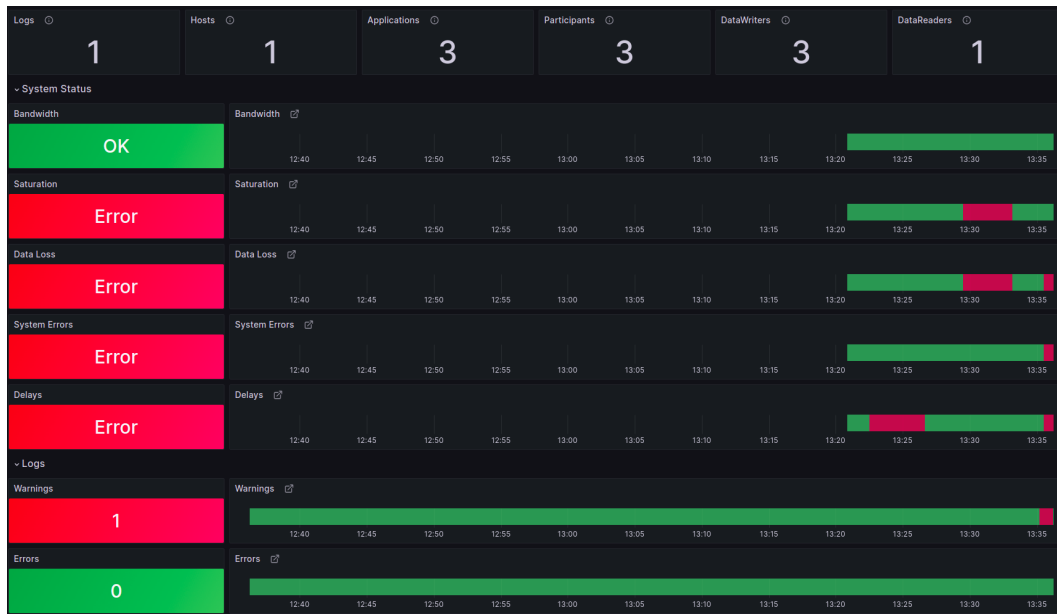 Logs
Hosts
Applications
Participants
DataWriters
DataReaders
1
1
3
3
3
1
System Status
Bandwidth
OK
Bandwidth
12:40 12:45 12:50 12:55 13:00 13:05 13:10 13:15 13:20 13:25 13:30 13:35
Saturation
Error
Saturation
12:40 12:45 12:50 12:55 13:00 13:05 13:10 13:15 13:20 13:25 13:30 13:35
Data Loss
Error
Data Loss
12:40 12:45 12:50 12:55 13:00 13:05 13:10 13:15 13:20 13:25 13:30 13:35
System Errors
Error
System Errors
12:40 12:45 12:50 12:55 13:00 13:05 13:10 13:15 13:20 13:25 13:30 13:35
Delays
Error
Delays
12:40 12:45 12:50 12:55 13:00 13:05 13:10 13:15 13:20 13:25 13:30 13:35
Logs
Warnings
1
Warnings
12:40 12:45 12:50 12:55 13:00 13:05 13:10 13:15 13:20 13:25 13:30 13:35
Errors
0
Errors
12:40 12:45 12:50 12:55 13:00 13:05 13:10 13:15 13:20 13:25 13:30 13:35